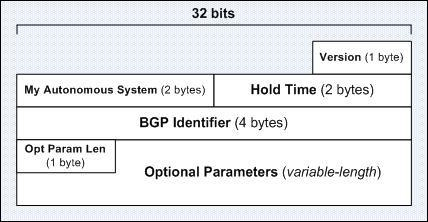 32 bits
Version (1 byte)
My Autonomous System (2 bytes)
Hold Time (2 bytes)
BGP Identifier (4 bytes)
Opt Param Len
(1 byte)
Optional Parameters (variable-length)